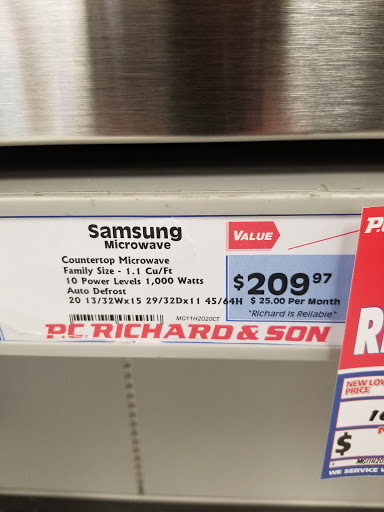 Samsung
Microwave
VALUE
Countertop Microwave
Family Size - 1.1 Cu/Ft
10 Power Levels 1,000 Watts
Auto Defrost
20 13/32Wx15 29/32Dx11 45/64H
$209.97
$ 25.00 Per Month
"Richard Is Reliable"
MG11H2020CT
P.C. RICHARD & SON
NEW LOW
PRICE
$
WE SERVICE